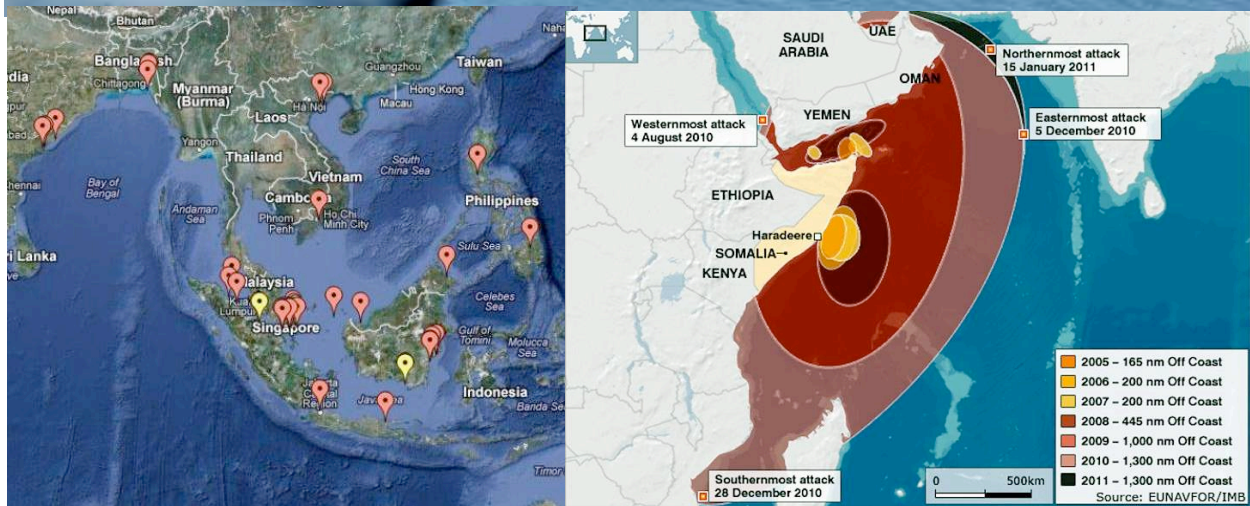 Nepal
Bhutan
Bangladesh
Chittagong
Myanmar
(Burma)
Guangzhou
Taiwan
Hong Kong
Macau
Hà Nội
Laos
Yangon
Thailand
Bay of
Bengal
Vietnam
South
China Sea
Philippines
Andaman
Sea
Phnom
Penh
Ho Chi
Minh City
Sulu Sea
Malaysia
Kuala
Lumpur
Celebes
Sea
Singapore
Gulf of
Tomini
Molucca
Sea
Indonesia
Region
Banda Sea
SAUDI
ARABIA
UAE
OMAN
YEMEN
Northernmost attack
15 January 2011
Westernmost attack
4 August 2010
Easternmost attack
5 December 2010
ETHIOPIA
Haradeere
SOMALIA
KENYA
Southernmost attack
28 December 2010
2005 – 165 nm Off Coast
2006 – 200 nm Off Coast
2007 – 200 nm Off Coast
2008 – 445 nm Off Coast
2009 – 1,000 nm Off Coast
2010 – 1,300 nm Off Coast
2011 – 1,300 nm Off Coast
0 500km
Source: EUNAVFOR/IMB